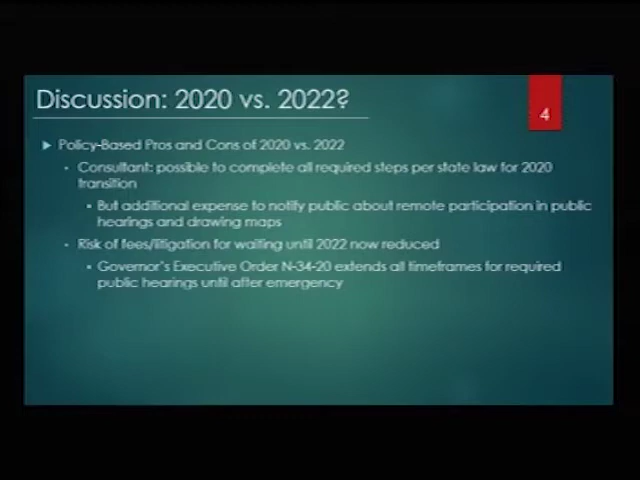 Discussion: 2020 vs. 2022?
4
Policy-Based Pros and Cons of 2020 vs. 2022
Consultant: possible to complete all required steps per state law for 2020
transition
But additional expense to notify public about remote participation in public
hearings and drawing maps
Risk of fees/litigation for waiting until 2022 now reduced
Governor's Executive Order N-34-20 extends all timeframes for required
public hearings until after emergency